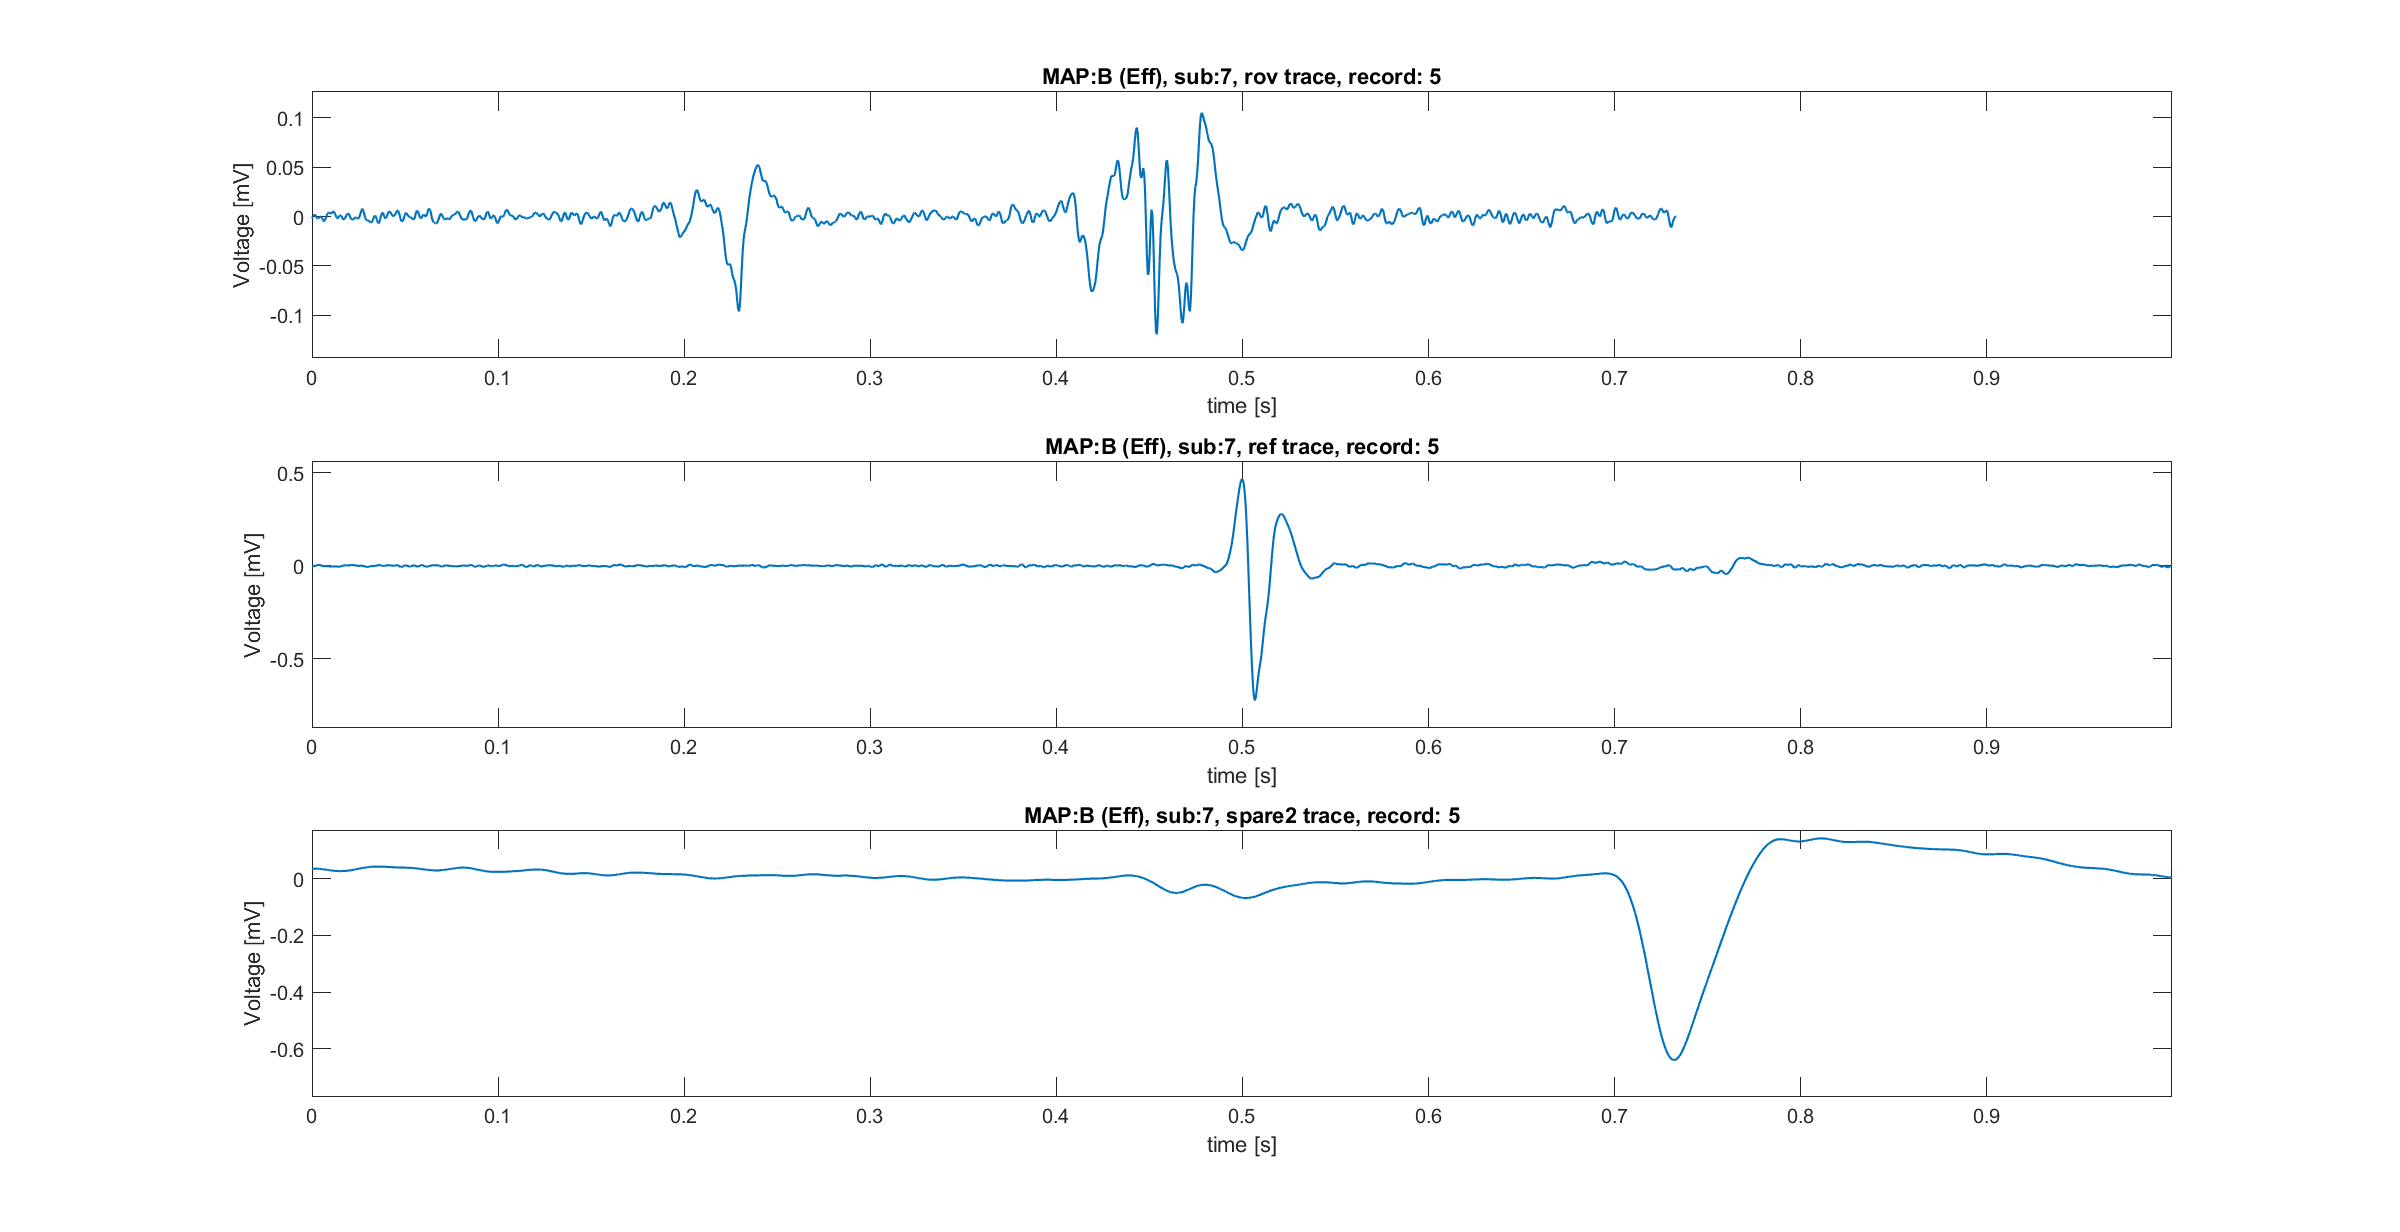 MAP:B (Eff), sub:7, rov trace, record: 5
Voltage [mV]
0.1
0.05
0
-0.05
-0.1
0 0.1 0.2 0.3 0.4 0.5 0.6 0.7 0.8 0.9
time [s]
MAP:B (Eff), sub:7, ref trace, record: 5
Voltage [mV]
0.5
0
-0.5
0 0.1 0.2 0.3 0.4 0.5 0.6 0.7 0.8 0.9
time [s]
MAP:B (Eff), sub:7, spare2 trace, record: 5
Voltage [mV]
0
-0.2
-0.4
-0.6
0 0.1 0.2 0.3 0.4 0.5 0.6 0.7 0.8 0.9
time [s]